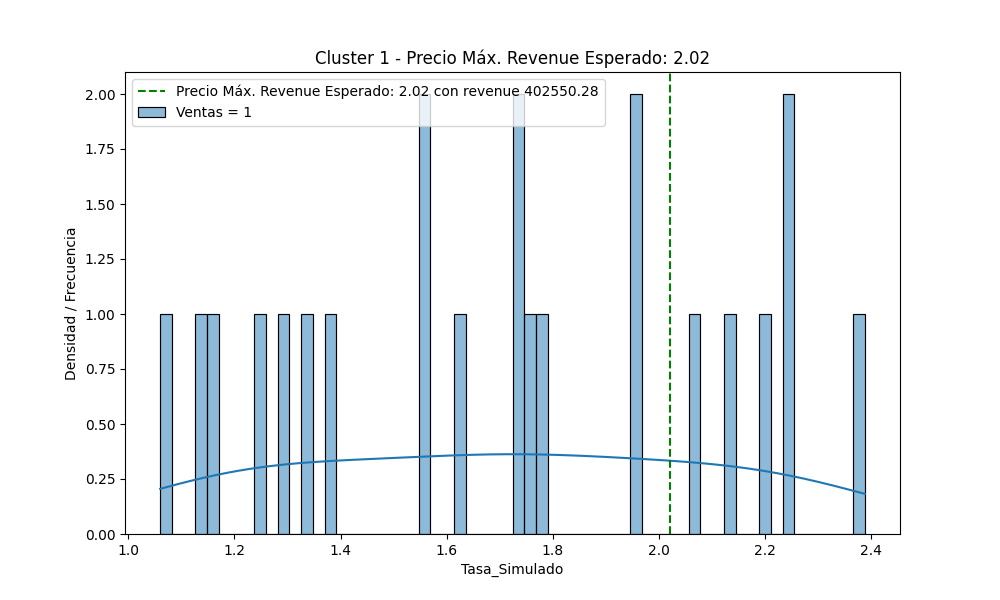 Cluster 1 - Precio Máx. Revenue Esperado: 2.02
Precio Máx. Revenue Esperado: 2.02 con revenue 402550.28
Ventas = 1
Densidad / Frecuencia
2.00
1.75
1.50
1.25
1.00
0.75
0.50
0.25
0.00
1.0 1.2 1.4 1.6 1.8 2.0 2.2 2.4
Tasa_Simulado